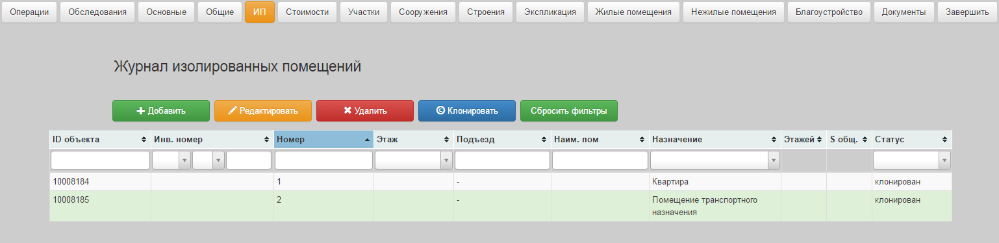 Операции Обследования Основные Общие ИП Стоимости Участки Сооружения Строения Экспликация Жилые помещения Нежилые помещения Благоустройство Документы Завершить
Журнал изолированных помещений
Добавить Редактировать Удалить Клонировать Сбросить фильтры
ID объекта Инв. номер Номер Этаж Подъезд Наим. пом Назначение Этажей S общ. Статус
10008184 1 - Квартира клонирован
10008185 2 - Помещение транспортного клонирован
назначения